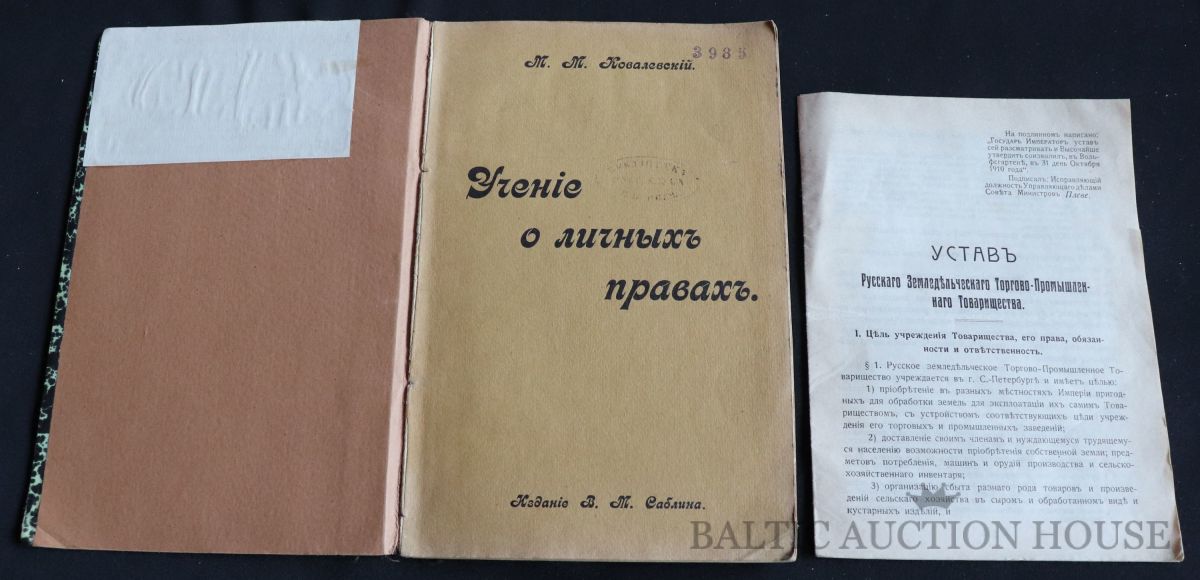 3985
М. М. Ковалевскій.
Ученіе
о личныхъ
правахъ.
Изданіе В. М. Саблина.
На подлинномъ написано:
„Государь Императоръ уставъ
сей разсматривать и Высочайше
утвердить соизволилъ, въ Воль-
фсгартенѣ, въ 31 день Октября
1910 года".
Подписалъ: Исправляющій
должность Управляющаго дѣлами
Совѣта Министровъ Плеве.
УСТАВЪ
Русскаго Земледѣльческаго Торгово-Промышлен-
наго Товарищества.
I. Цѣль учрежденія Товарищества, его права, обязан-
ности и отвѣтственность.
§ 1. Русское земледѣльческое Торгово-Промышленное То-
варищество учреждается въ г. С.-Петербургѣ и имѣетъ цѣлью:
1) пріобрѣтеніе въ разныхъ мѣстностяхъ Имперіи пригод-
ныхъ для обработки земель для эксплоатаціи ихъ самимъ Това-
риществомъ, съ устройствомъ соотвѣтствующихъ цѣли учреж-
денія его торговыхъ и промышленныхъ заведеній;
2) доставленіе своимъ членамъ и нуждающемуся трудящему-
ся населенію возможности пріобрѣтенія собственной земли; пред-
метовъ потребленія, машинъ и орудій производства и сельско-
хозяйственнаго инвентаря;
3) организацію сбыта разнаго рода товаровъ и произве-
деній сельскаго хозяйства въ сыромъ и обработанномъ видѣ и
кустарныхъ издѣлій, и
BALTIC AUCTION HOUSE